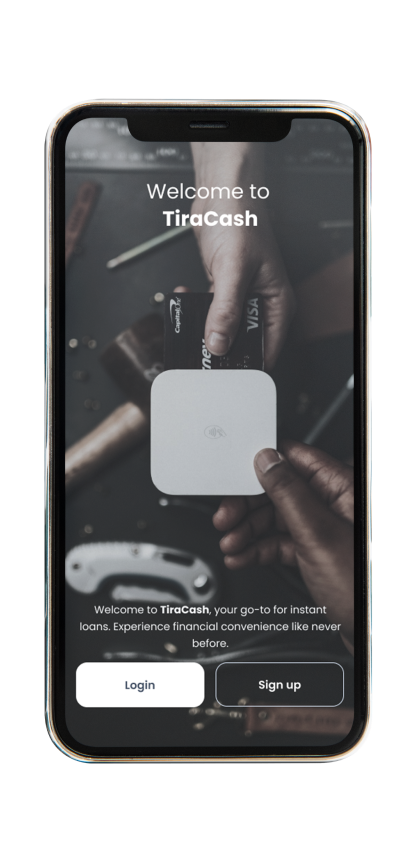 Welcome to
TiraCash
Capital One
VISA
ney
Welcome to TiraCash, your go-to for instant
loans. Experience financial convenience like never
before.
Login
Sign up